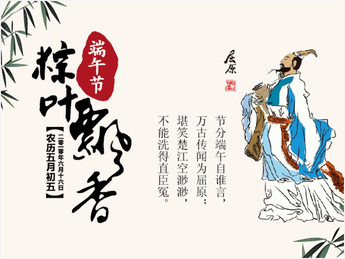 端午节
粽叶飘香
二〇一〇年六月十六日
【农历五月初五】
屈原
节分端午自谁言，
万古传闻为屈原；
堪笑楚江空渺渺，
不能洗得直臣冤。